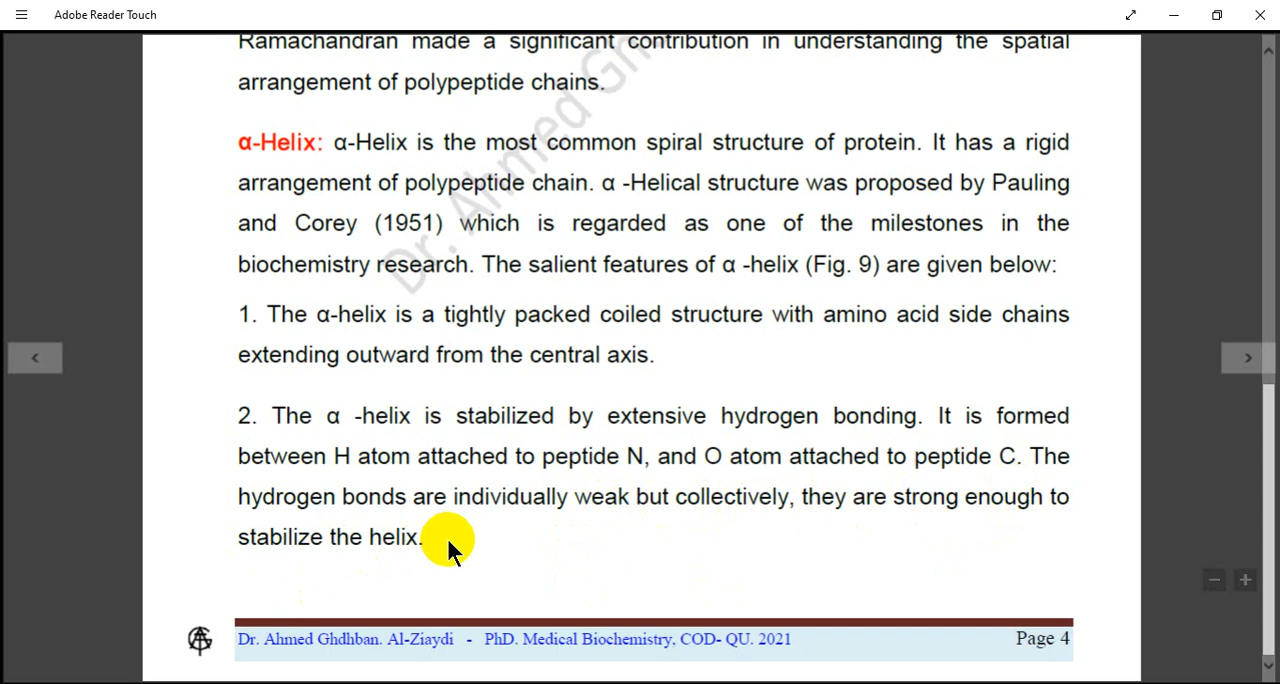 Adobe Reader Touch
Ramachandran made a significant contribution in understanding the spatial
arrangement of polypeptide chains.
α-Helix: α-Helix is the most common spiral structure of protein. It has a rigid
arrangement of polypeptide chain. α -Helical structure was proposed by Pauling
and Corey (1951) which is regarded as one of the milestones in the
biochemistry research. The salient features of α -helix (Fig. 9) are given below:
1. The α-helix is a tightly packed coiled structure with amino acid side chains
extending outward from the central axis.
2. The α -helix is stabilized by extensive hydrogen bonding. It is formed
between H atom attached to peptide N, and O atom attached to peptide C. The
hydrogen bonds are individually weak but collectively, they are strong enough to
stabilize the helix.
Dr. Ahmed Gh
Dr. Ahmed Ghdhban. Al-Ziaydi - PhD. Medical Biochemistry, COD- QU. 2021 Page 4